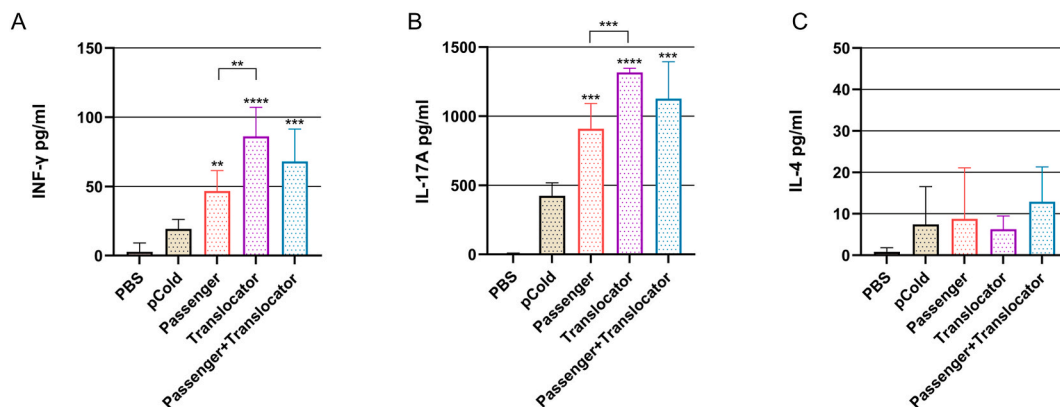 A
INF-γ pg/ml
150
100
50
0
**
**
****
***
PBS
pCold
Passenger
Translocator
Passenger+Translocator
B
IL-17A pg/ml
1500
1000
500
0
***
***
****
***
PBS
pCold
Passenger
Translocator
Passenger+Translocator
C
IL-4 pg/ml
50
40
30
20
10
0
PBS
pCold
Passenger
Translocator
Passenger+Translocator